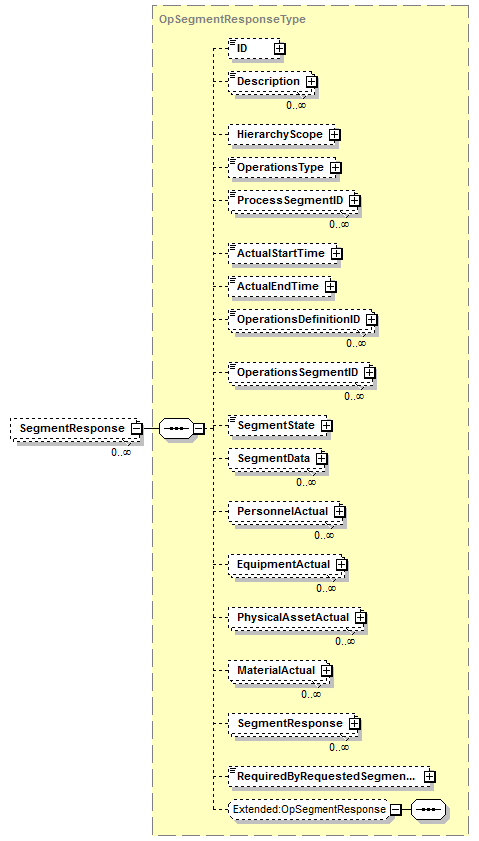 OpSegmentResponseType
ID
Description
0..∞
HierarchyScope
OperationsType
ProcessSegmentID
0..∞
ActualStartTime
ActualEndTime
OperationsDefinitionID
0..∞
OperationsSegmentID
0..∞
SegmentResponse
0..∞
SegmentState
SegmentData
0..∞
PersonnelActual
0..∞
EquipmentActual
0..∞
PhysicalAssetActual
0..∞
MaterialActual
0..∞
SegmentResponse
0..∞
RequiredByRequestedSegmen...
Extended:OpSegmentResponse